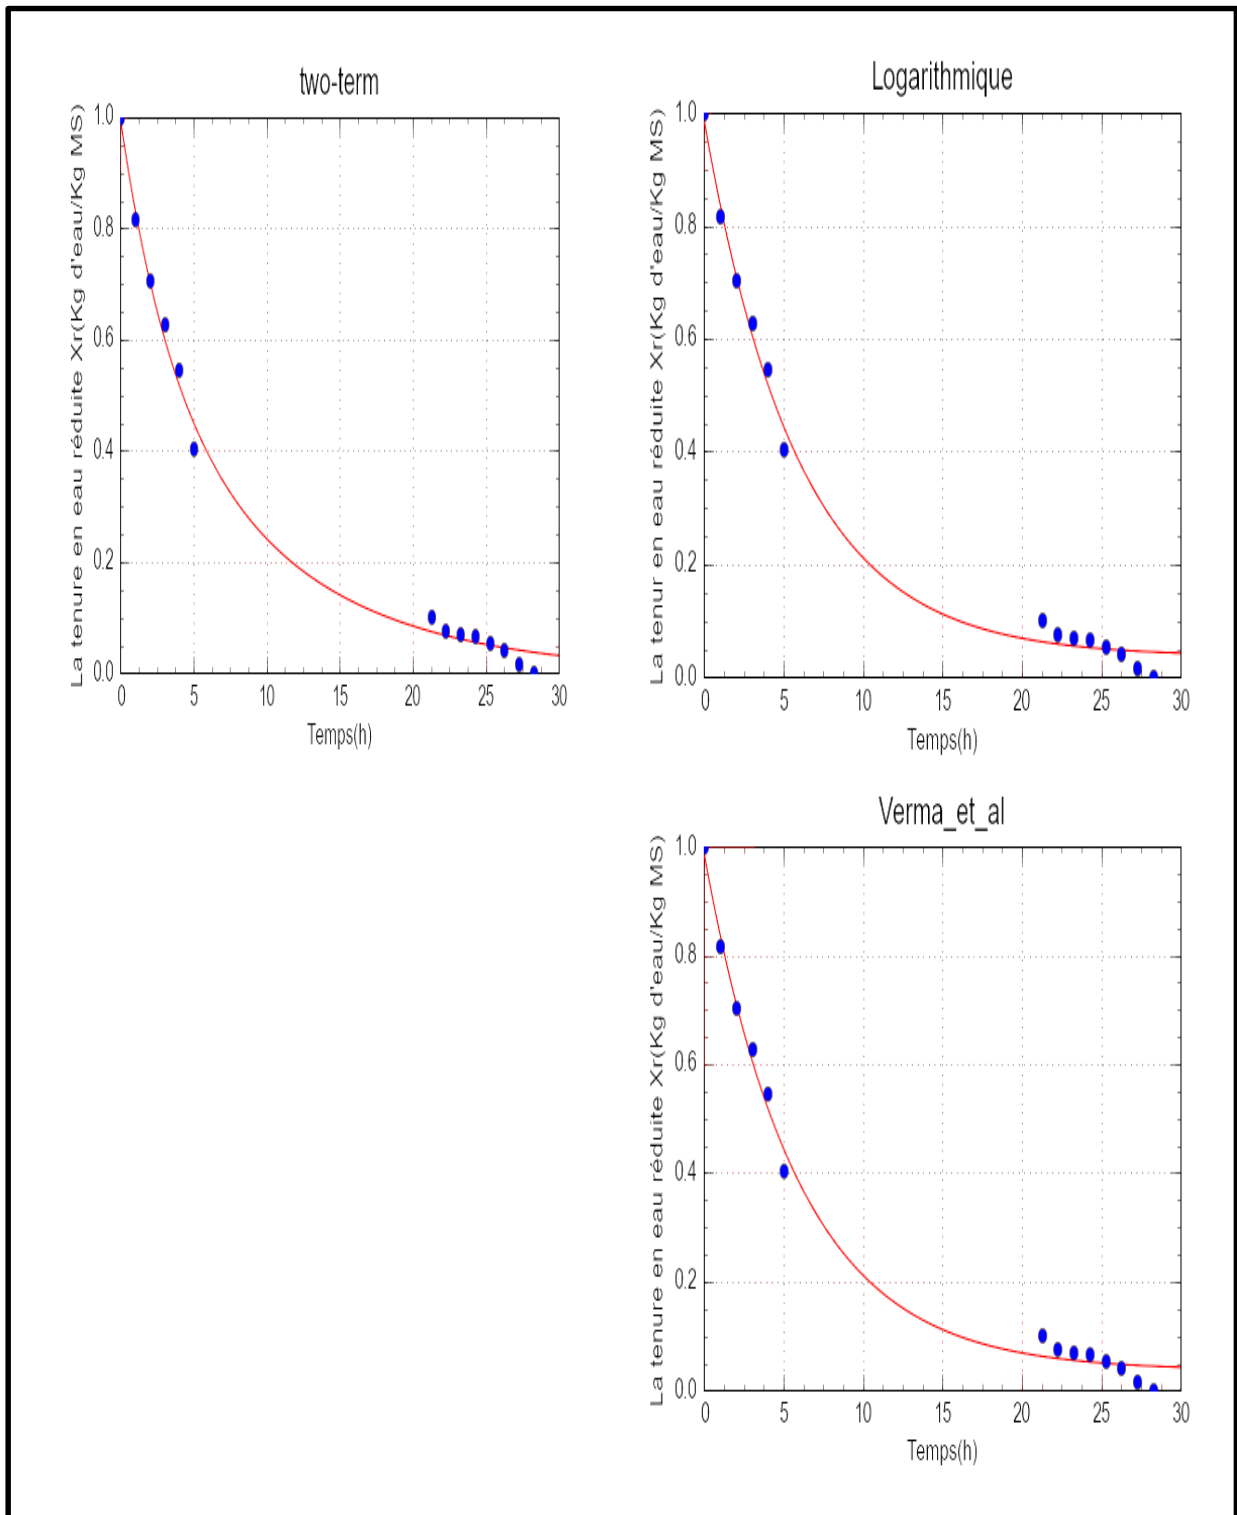 two-term
La tenure en eau réduite Xr(Kg d'eau/Kg MS)
1.0
0.8
0.6
0.4
0.2
0.0
0 5 10 15 20 25 30
Temps(h)
Logarithmique
La tenur en eau réduite Xr(Kg d'eau/Kg MS)
1.0
0.8
0.6
0.4
0.2
0.0
0 5 10 15 20 25 30
Temps(h)
Verma_et_al
La tenure en eau réduite Xr(Kg d'eau/Kg MS)
1.0
0.8
0.6
0.4
0.2
0.0
0 5 10 15 20 25 30
Temps(h)